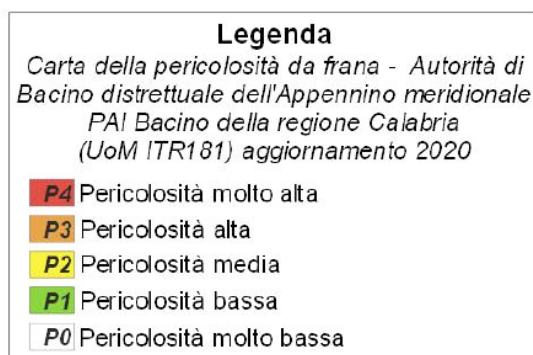 Legenda
Carta della pericolosità da frana - Autorità di
Bacino distrettuale dell'Appennino meridionale
PAI Bacino della regione Calabria
(UoM ITR181) aggiornamento 2020
P4 Pericolosità molto alta
P3 Pericolosità alta
P2 Pericolosità media
P1 Pericolosità bassa
P0 Pericolosità molto bassa